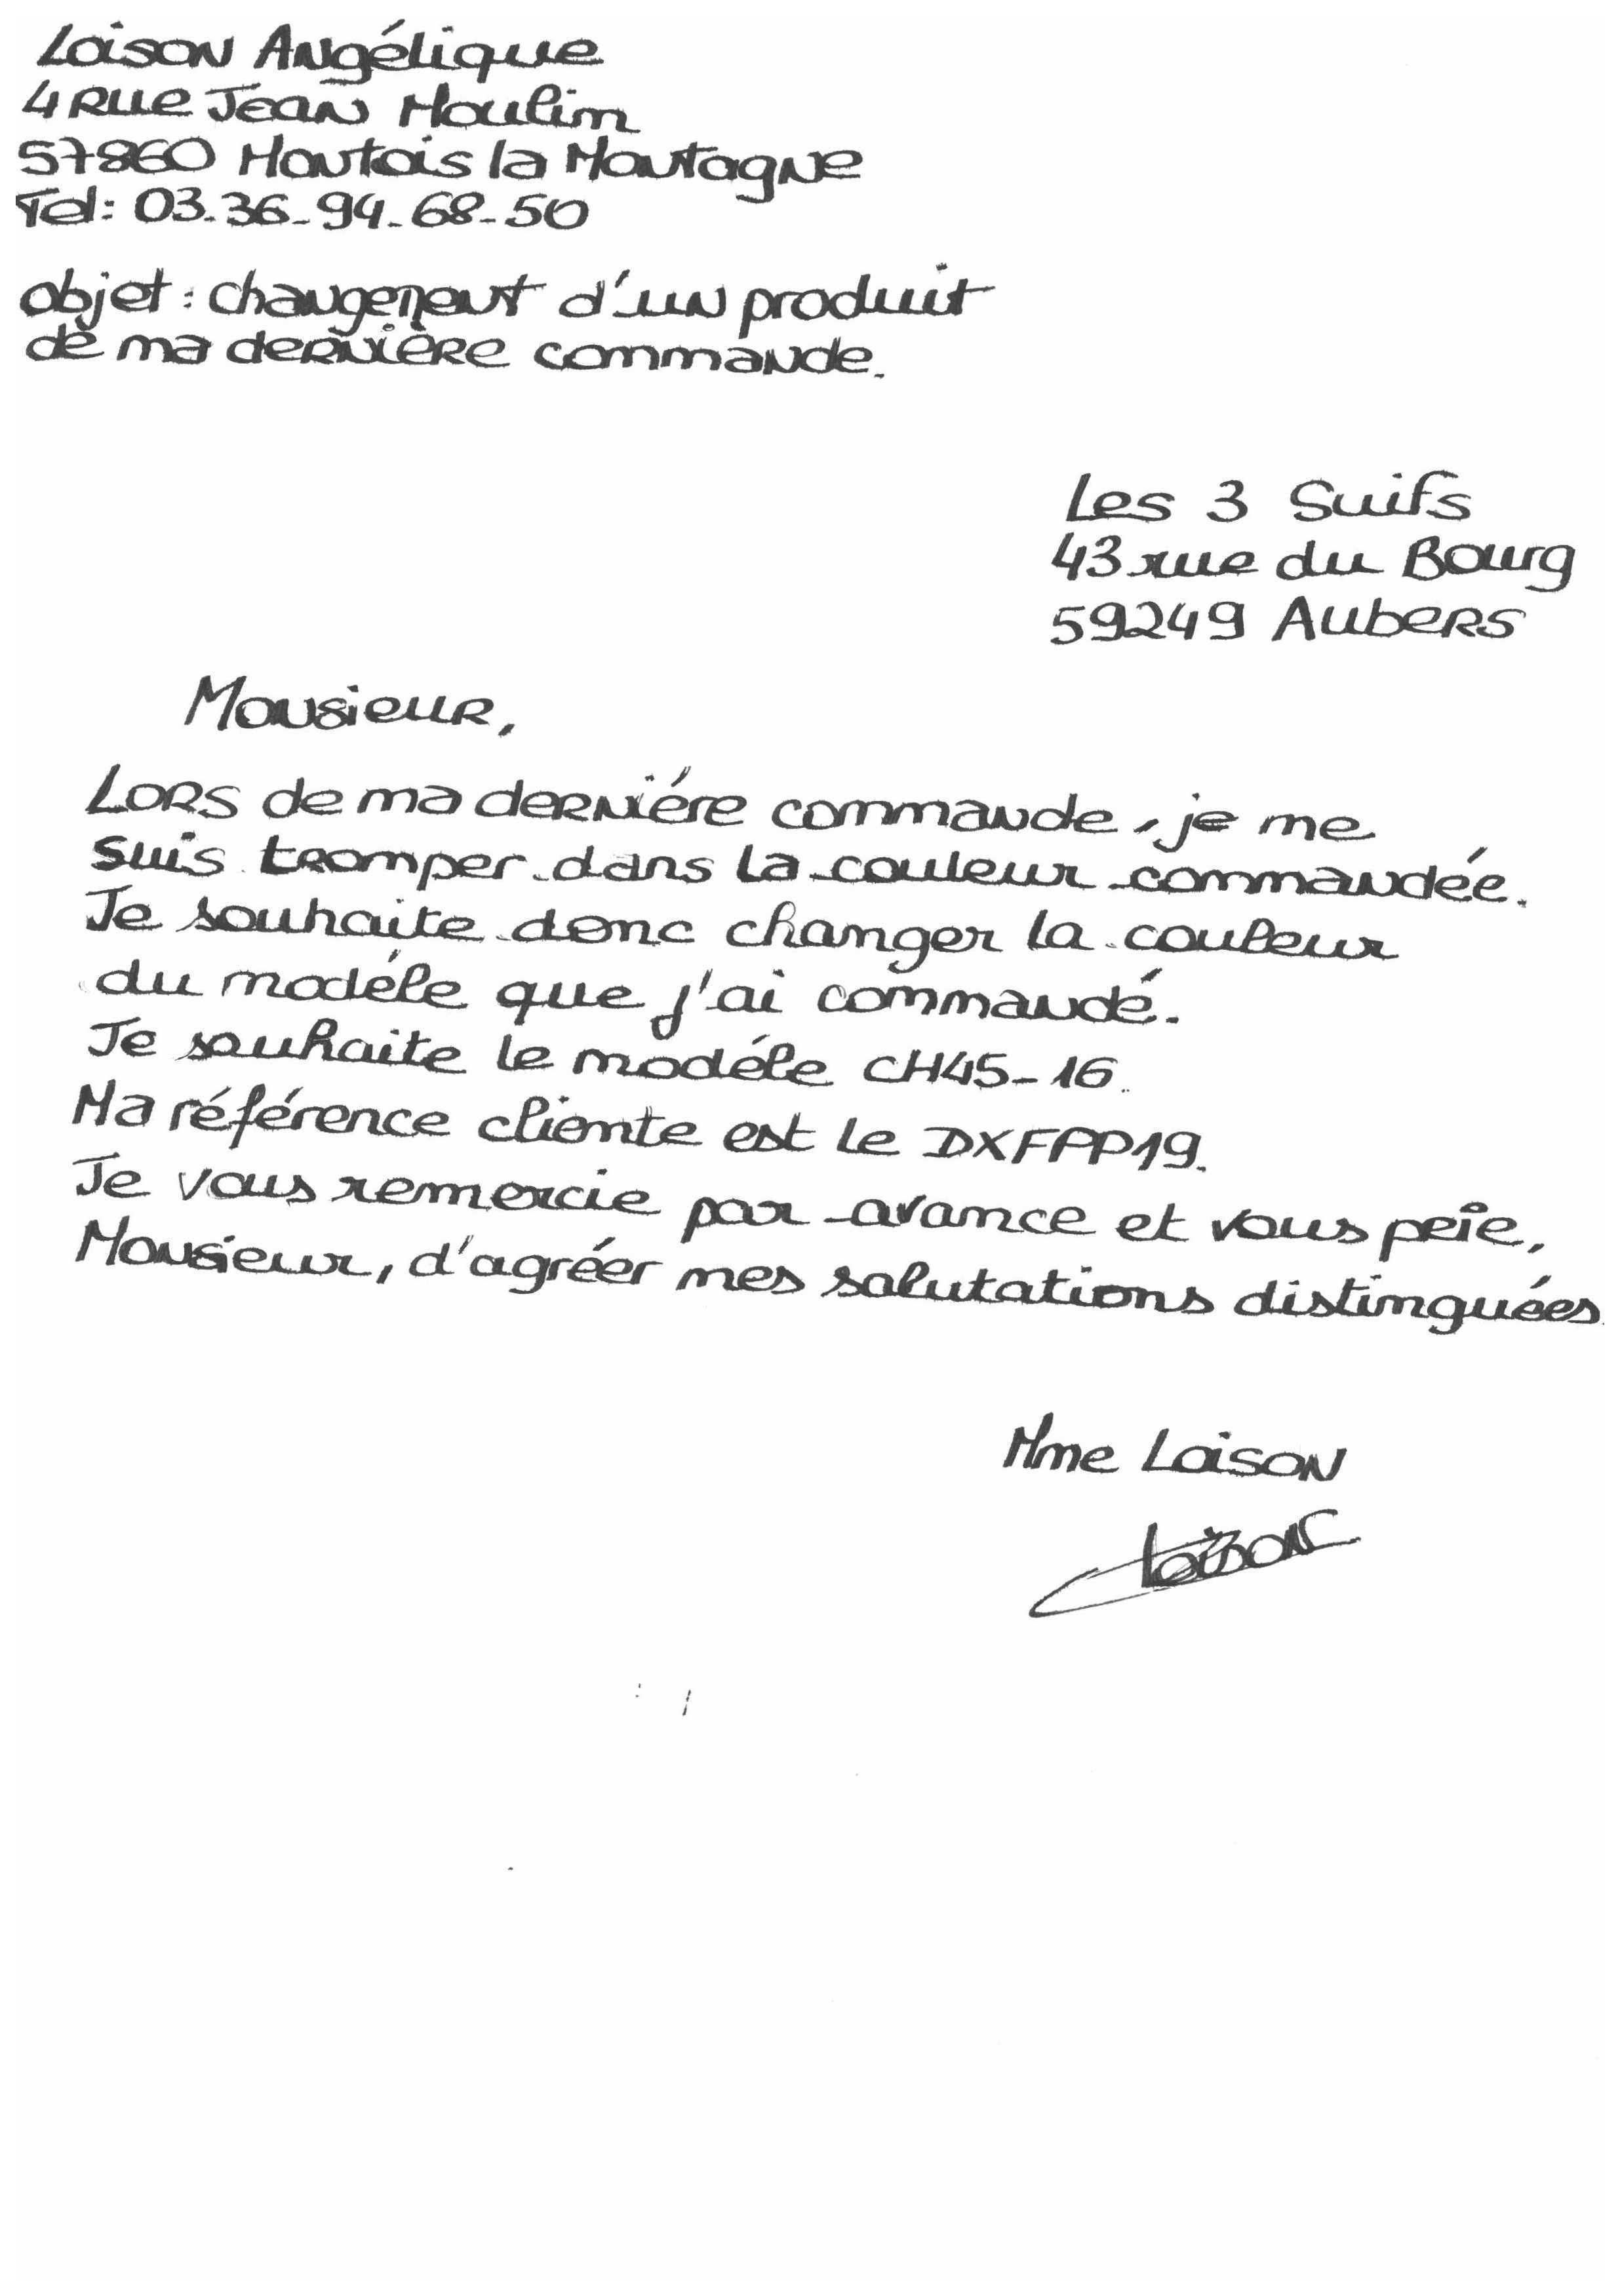 Loison Angélique
4 Rue Jean Moulin
57860 Montois la Montagne
Tel: 03.36-94-68-50
objet : changement d'un produit
de ma dernière commande.
Les 3 Suifs
43 rue du Bourg
59249 Aubers
Monsieur,
Lors de ma derniére commande, je me
suis tromper dans la couleur commandée.
Je souhaite donc changer la couleur
du modéle que j'ai commandé.
Je souhaite le modéle CH45-16.
Ma référence cliente est le DXFPP19.
Je vous remercie par avance et vous prie,
Monsieur, d'agréer mes salutations distinguées.
Mme Loison
Loison